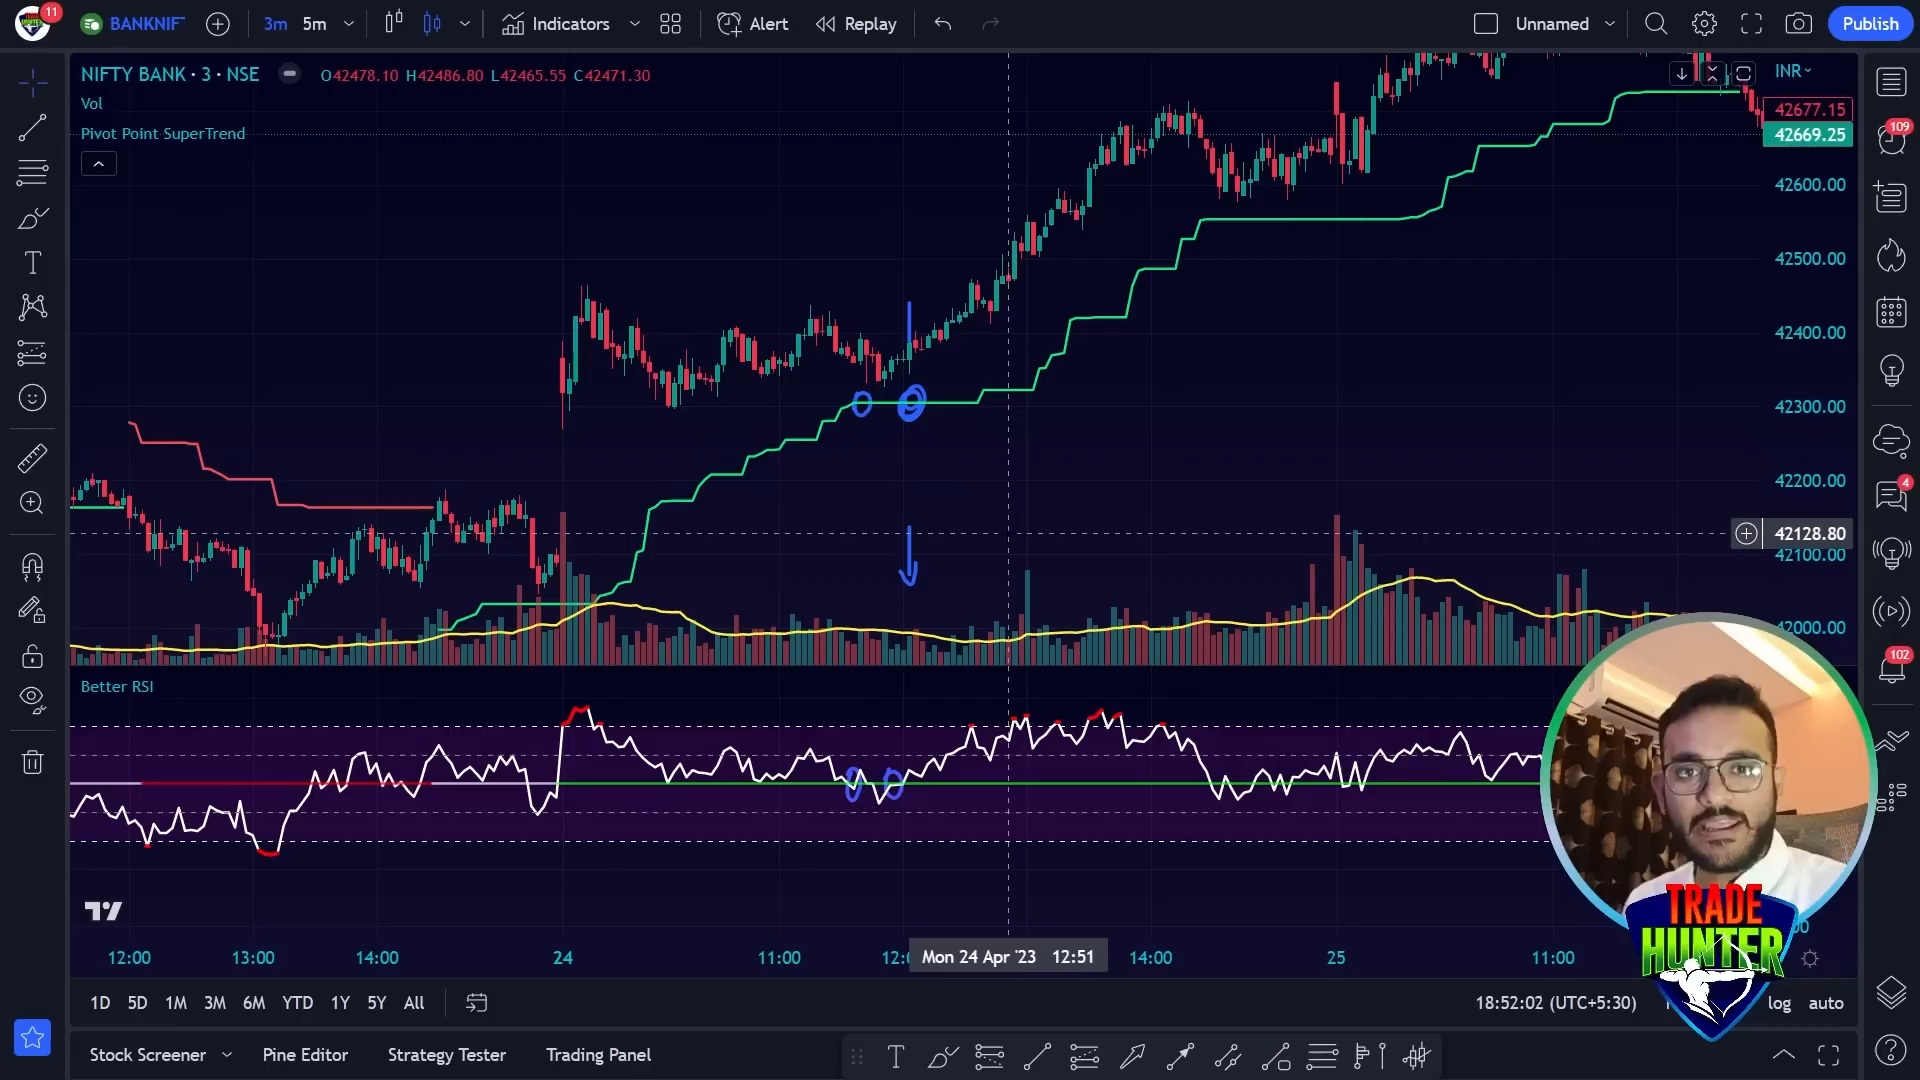 11
BANKNIF
3m 5m Indicators Alert Replay Unnamed Publish
NIFTY BANK · 3 · NSE O42478.10 H42486.80 L42465.55 C42471.30
INR
Vol
Pivot Point SuperTrend
42677.15
42669.25
42600.00
42500.00
42400.00
42300.00
42200.00
42128.80
42100.00
42000.00
109
4
102
Better RSI
12:00 13:00 14:00 24 11:00 Mon 24 Apr '23 12:51 14:00 25 11:00
1D 5D 1M 3M 6M YTD 1Y 5Y All 18:52:02 (UTC+5:30) log auto
TRADE
HUNTER
Stock Screener Pine Editor Strategy Tester Trading Panel